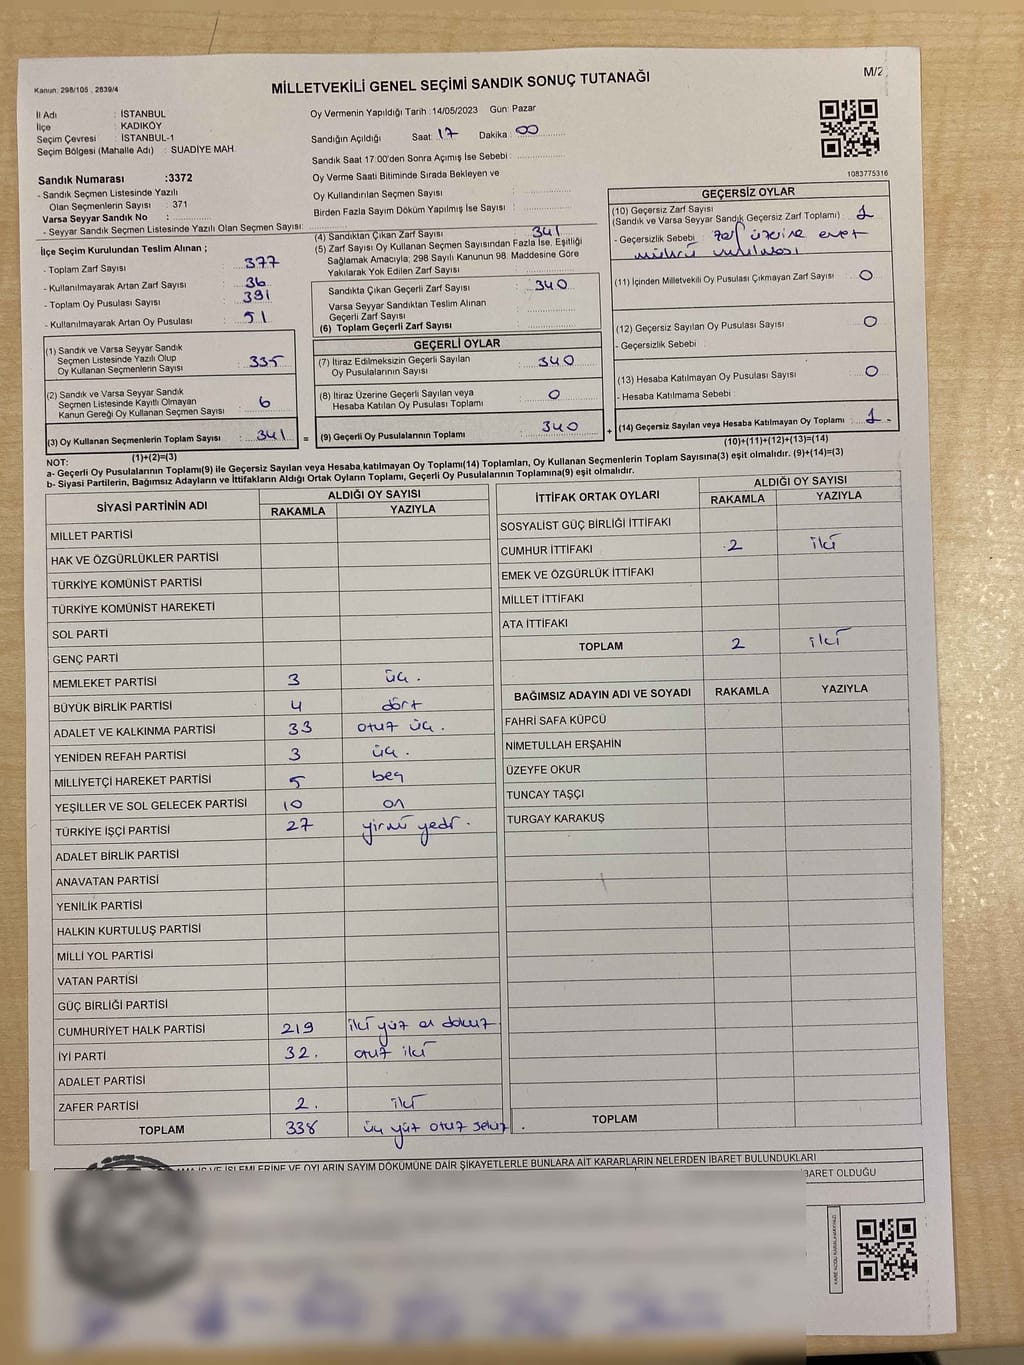 Kanun: 298/105 , 2839/4
MİLLETVEKİLİ GENEL SEÇİMİ SANDIK SONUÇ TUTANAĞI
M/2
İl Adı : İSTANBUL
İlçe : KADIKÖY
Seçim Çevresi : İSTANBUL-1
Seçim Bölgesi (Mahalle Adı) : SUADİYE MAH.
Oy Vermenin Yapıldığı Tarih :14/05/2023 Gün: Pazar
Sandığın Açıldığı Saat: 17 Dakika : 00
Sandık Saat 17:00'den Sonra Açımış İse Sebebi :
Oy Verme Saati Bitiminde Sırada Bekleyen ve
Oy Kullandırılan Seçmen Sayısı :
Birden Fazla Sayım Döküm Yapılmış İse Sayısı :
1083775316
Sandık Numarası :3372
- Sandık Seçmen Listesinde Yazılı
Olan Seçmenlerin Sayısı : 371
Varsa Seyyar Sandık No :
- Seyyar Sandık Seçmen Listesinde Yazılı Olan Seçmen Sayısı:
İlçe Seçim Kurulundan Teslim Alınan ;
- Toplam Zarf Sayısı : 377
- Kullanılmayarak Artan Zarf Sayısı : 36
- Toplam Oy Pusulası Sayısı : 391
- Kullanılmayarak Artan Oy Pusulası : 51
(1) Sandık ve Varsa Seyyar Sandık
Seçmen Listesinde Yazılı Olup
Oy Kullanan Seçmenlerin Sayısı : 335
(2) Sandık ve Varsa Seyyar Sandık
Seçmen Listesinde Kayıtlı Olmayan
Kanun Gereği Oy Kullanan Seçmen Sayısı : 6
(3) Oy Kullanan Seçmenlerin Toplam Sayısı : 341 =
(1)+(2)=(3)
(4) Sandıktan Çıkan Zarf Sayısı : 341
(5) Zarf Sayısı Oy Kullanan Seçmen Sayısından Fazla İse, Eşitliği
Sağlamak Amacıyla; 298 Sayılı Kanunun 98. Maddesine Göre
Yakılarak Yok Edilen Zarf Sayısı :
Sandıkta Çıkan Geçerli Zarf Sayısı : 340
Varsa Seyyar Sandıktan Teslim Alınan
Geçerli Zarf Sayısı :
(6) Toplam Geçerli Zarf Sayısı :
GEÇERLİ OYLAR
(7) İtiraz Edilmeksizin Geçerli Sayılan
Oy Pusulalarının Sayısı : 340
(8) İtiraz Üzerine Geçerli Sayılan veya
Hesaba Katılan Oy Pusulası Toplamı : 0
(9) Geçerli Oy Pusulalarının Toplamı : 340 +
GEÇERSİZ OYLAR
(10) Geçersiz Zarf Sayısı
(Sandık ve Varsa Seyyar Sandık Geçersiz Zarf Toplamı) : 1
- Geçersizlik Sebebi : zarf üzerine evet
mührü vurulması
(11) İçinden Milletvekili Oy Pusulası Çıkmayan Zarf Sayısı : 0
(12) Geçersiz Sayılan Oy Pusulası Sayısı : 0
- Geçersizlik Sebebi :
(13) Hesaba Katılmayan Oy Pusulası Sayısı : 0
- Hesaba Katılmama Sebebi
(14) Geçersiz Sayılan veya Hesaba Katılmayan Oy Toplamı : 1 -
(10)+(11)+(12)+(13)=(14)
NOT:
a- Geçerli Oy Pusulalarının Toplamı(9) ile Geçersiz Sayılan veya Hesaba katılmayan Oy Toplamı(14) Toplamları, Oy Kullanan Seçmenlerin Toplam Sayısına(3) eşit olmalıdır. (9)+(14)=(3)
b- Siyasi Partilerin, Bağımsız Adayların ve İttifakların Aldığı Ortak Oyların Toplamı, Geçerli Oy Pusulalarının Toplamına(9) eşit olmalıdır.
SİYASİ PARTİNİN ADI ALDIĞI OY SAYISI
RAKAMLA YAZIYLA
MİLLET PARTİSİ
HAK VE ÖZGÜRLÜKLER PARTİSİ
TÜRKİYE KOMÜNİST PARTİSİ
TÜRKİYE KOMÜNİST HAREKETİ
SOL PARTİ
GENÇ PARTİ
MEMLEKET PARTİSİ 3 üç .
BÜYÜK BİRLİK PARTİSİ 4 dört
ADALET VE KALKINMA PARTİSİ 33 otuz üç .
YENİDEN REFAH PARTİSİ 3 üç .
MİLLİYETÇİ HAREKET PARTİSİ 5 beş
YEŞİLLER VE SOL GELECEK PARTİSİ 10 on
TÜRKİYE İŞÇİ PARTİSİ 27 yirmi yedi .
ADALET BİRLİK PARTİSİ
ANAVATAN PARTİSİ
YENİLİK PARTİSİ
HALKIN KURTULUŞ PARTİSİ
MİLLİ YOL PARTİSİ
VATAN PARTİSİ
GÜÇ BİRLİĞİ PARTİSİ
CUMHURİYET HALK PARTİSİ 219 iki yüz on dokuz
İYİ PARTİ 32. otuz iki
ADALET PARTİSİ
ZAFER PARTİSİ 2. iki
TOPLAM 338 üç yüz otuz sekiz .
İTTİFAK ORTAK OYLARI ALDIĞI OY SAYISI
RAKAMLA YAZIYLA
SOSYALİST GÜÇ BİRLİĞİ İTTİFAKI
CUMHUR İTTİFAKI 2 iki
EMEK VE ÖZGÜRLÜK İTTİFAKI
MİLLET İTTİFAKI
ATA İTTİFAKI
TOPLAM 2 iki
BAĞIMSIZ ADAYIN ADI VE SOYADI RAKAMLA YAZIYLA
FAHRİ SAFA KÜPCÜ
NİMETULLAH ERŞAHİN
ÜZEYFE OKUR
TUNCAY TAŞÇI
TURGAY KARAKUŞ
TOPLAM
İŞLEMLERİNE VE OYLARIN SAYIM DÖKÜMÜNE DAİR ŞİKAYETLERLE BUNLARA AİT KARARLARIN NELERDEN İBARET BULUNDUKLARI
İBARET OLDUĞU